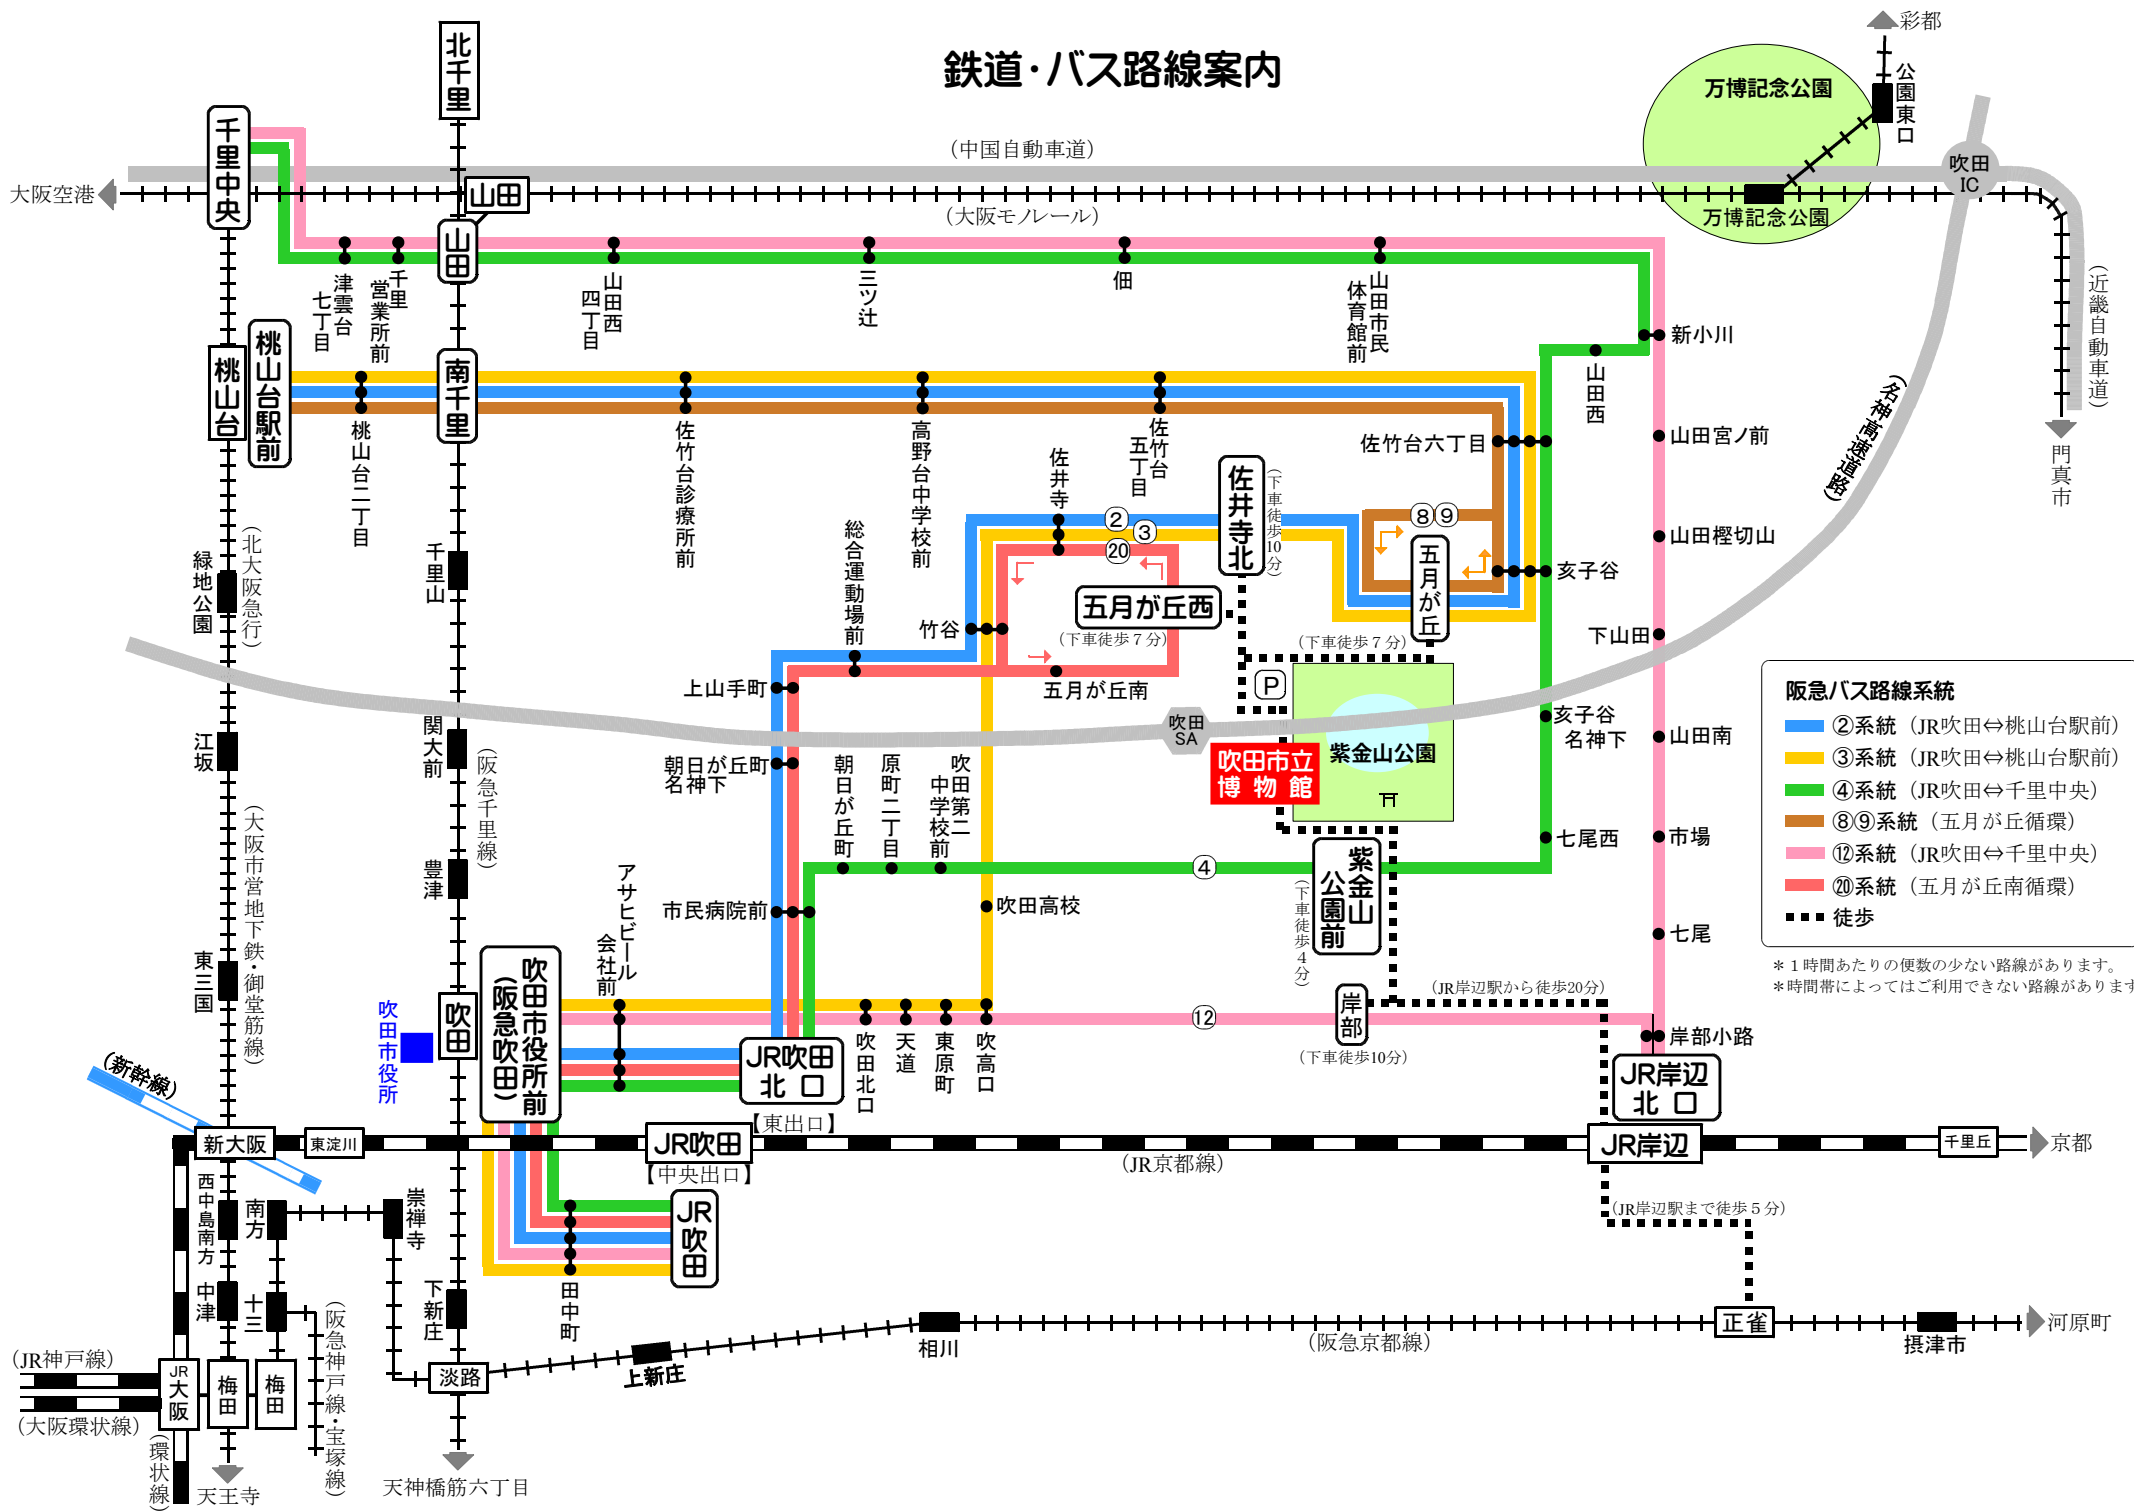 鉄道・バス路線案内
彩都
公園東口
万博記念公園
吹田
IC
北千里
千里中央
(中国自動車道)
大阪空港
山田
(大阪モノレール)
万博記念公園
山田
津雲台
七丁目
千里
営業所前
山田西
四丁目
三ツ辻
佃
山田市民
体育館前
新小川
(近畿自動車道)
門真市
桃山台
桃山台駅前
南千里
山田西
桃山台二丁目
佐竹台診療所前
高野台中学校前
佐竹台
五丁目
佐竹台六丁目
山田宮ノ前
(名神高速道路)
佐井寺
佐井寺北
(下車徒歩10分)
②
③
⑳
⑧⑨
総合運動場前
山田樫切山
(北大阪急行)
緑地公園
千里山
五月が丘
亥子谷
五月が丘西
(下車徒歩7分)
竹谷
(下車徒歩7分)
下山田
上山手町
五月が丘南
P
吹田
SA
亥子谷
名神下
山田南
江坂
関大前
(阪急千里線)
朝日が丘町
名神下
吹田市立
博物館
紫金山公園
朝日が丘町
原町二丁目
吹田第二
中学校前
七尾西
市場
(大阪市営地下鉄・御堂筋線)
豊津
④
紫金山
公園前
(下車徒歩4分)
アサヒビール
会社前
市民病院前
吹田高校
七尾
阪急バス路線系統
②系統(JR吹田⇔桃山台駅前)
③系統(JR吹田⇔桃山台駅前)
④系統(JR吹田⇔千里中央)
⑧⑨系統(五月が丘循環)
⑫系統(JR吹田⇔千里中央)
⑳系統(五月が丘南循環)
徒歩
*1時間あたりの便数の少ない路線があります。
*時間帯によってはご利用できない路線があります
東三国
吹田市役所
吹田
吹田市役所前
(阪急吹田)
(JR岸辺駅から徒歩20分)
岸部
(下車徒歩10分)
⑫
吹田北口
天道
東原町
吹高口
岸部小路
JR吹田
北口
JR岸辺
北口
(新幹線)
【東出口】
新大阪
東淀川
JR吹田
【中央出口】
(JR京都線)
JR岸辺
千里丘
京都
西中島南方
南方
崇禅寺
JR
吹田
(JR岸辺駅まで徒歩5分)
中津
十三
下新庄
田中町
(阪急神戸線・宝塚線)
相川
(阪急京都線)
正雀
摂津市
河原町
(JR神戸線)
JR
大阪
梅田
梅田
淡路
上新庄
(大阪環状線)
(環状線)
天王寺
天神橋筋六丁目